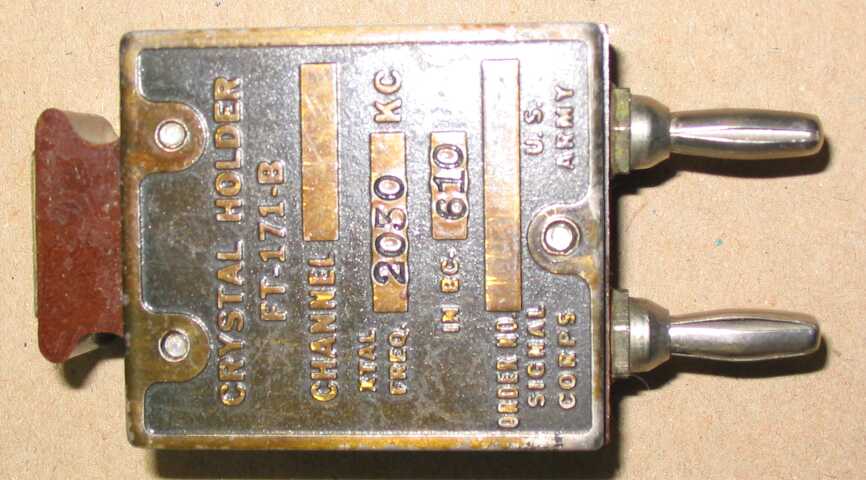 CRYSTAL HOLDER
FT-171-B
CHANNEL
XTAL
FREQ. 2030 KC
IN BC- 610
ORDER NO.
SIGNAL U.S.
CORPS ARMY